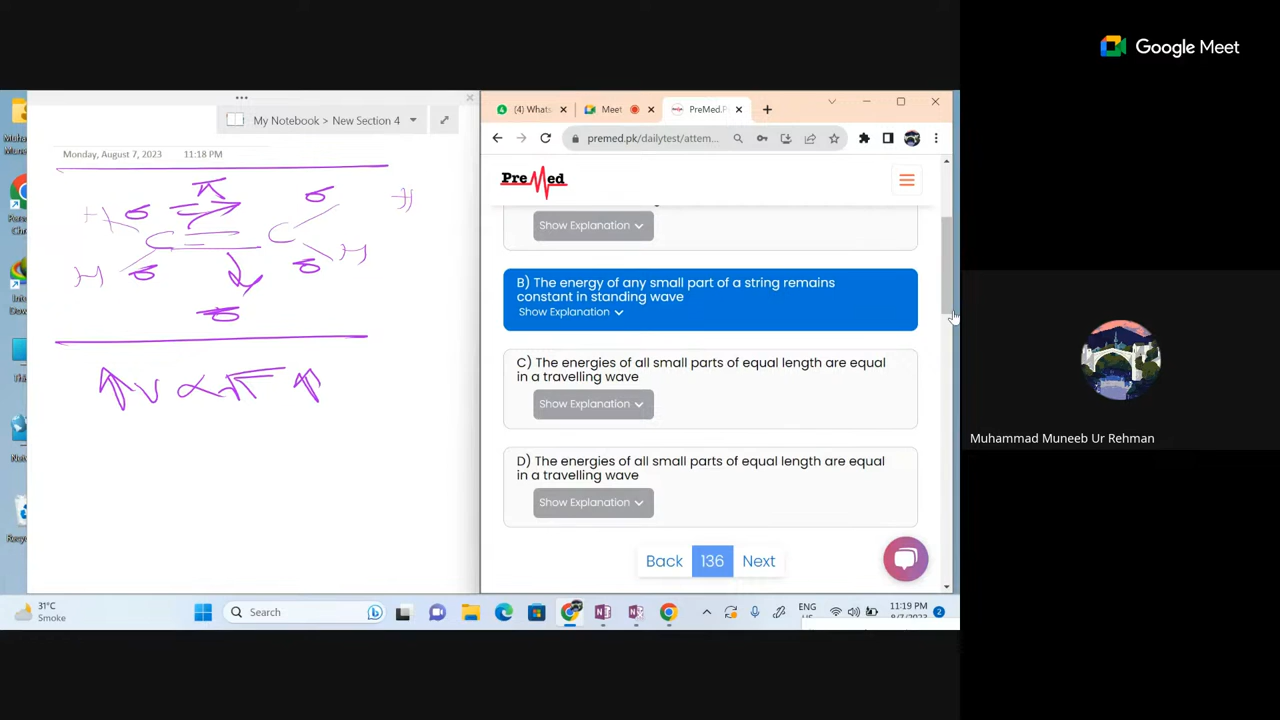 Google Meet
My Notebook > New Section 4
(4) Whats
Meet
PreMed.P
premed.pk/dailytest/attem...
Monday, August 7, 2023 11:18 PM
PreMed
π
σ
σ
H
H
C
C
H
H
σ
σ
σ
v ∝ √T
Show Explanation
B) The energy of any small part of a string remains
constant in standing wave
Show Explanation
C) The energies of all small parts of equal length are equal
in a travelling wave
Show Explanation
D) The energies of all small parts of equal length are equal
in a travelling wave
Show Explanation
Back 136 Next
Muhammad Muneeb Ur Rehman
31°C
Smoke
Search
ENG
11:19 PM
8/7/2023
2